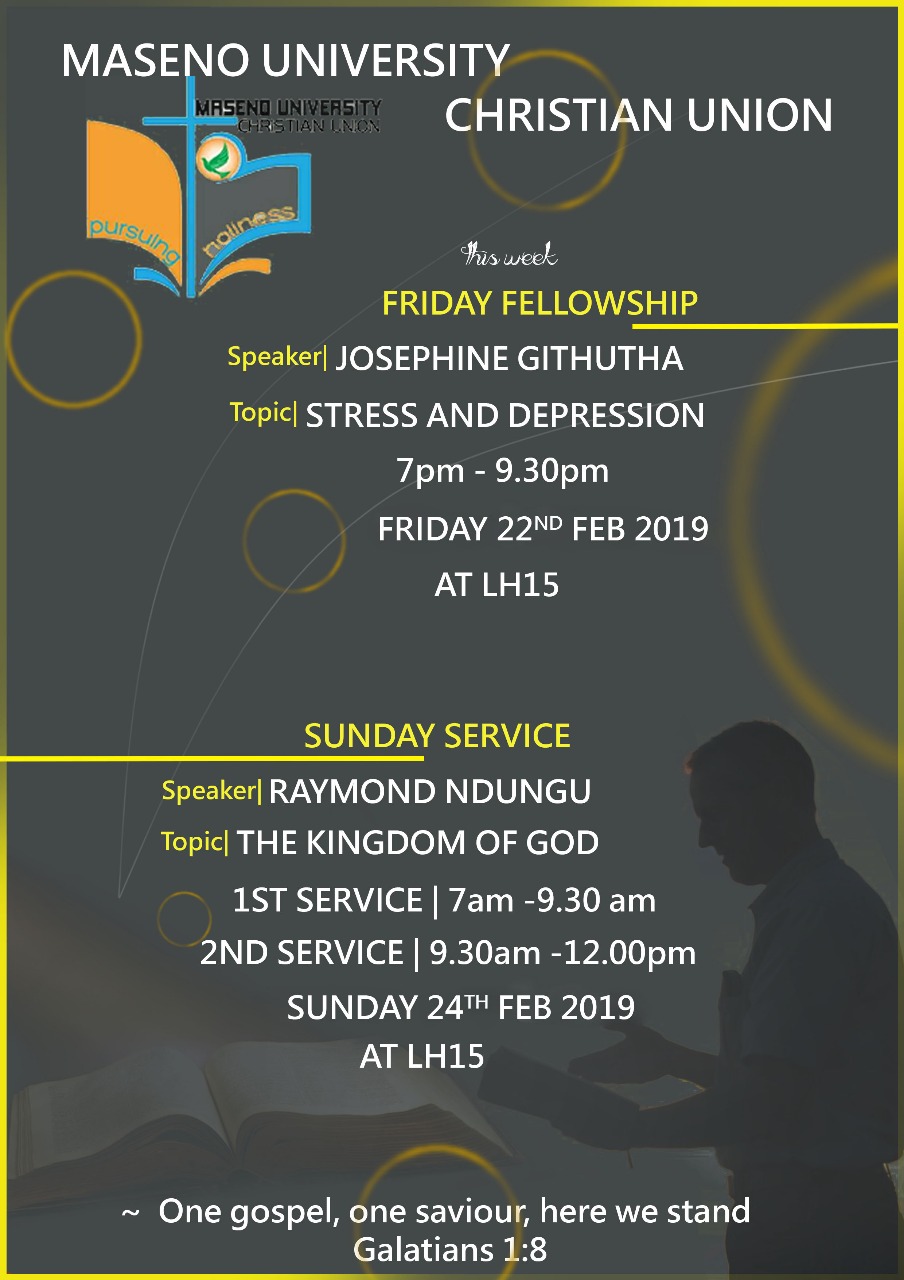 MASENO UNIVERSITY
CHRISTIAN UNION
MASENO UNIVERSITY
CHRISTIAN UNION
pursuing
holiness
this week
FRIDAY FELLOWSHIP
Speaker| JOSEPHINE GITHUTHA
Topic| STRESS AND DEPRESSION
7pm - 9.30pm
FRIDAY 22ND FEB 2019
AT LH15
SUNDAY SERVICE
Speaker| RAYMOND NDUNGU
Topic| THE KINGDOM OF GOD
1ST SERVICE | 7am -9.30 am
2ND SERVICE | 9.30am -12.00pm
SUNDAY 24TH FEB 2019
AT LH15
~ One gospel, one saviour, here we stand
Galatians 1:8